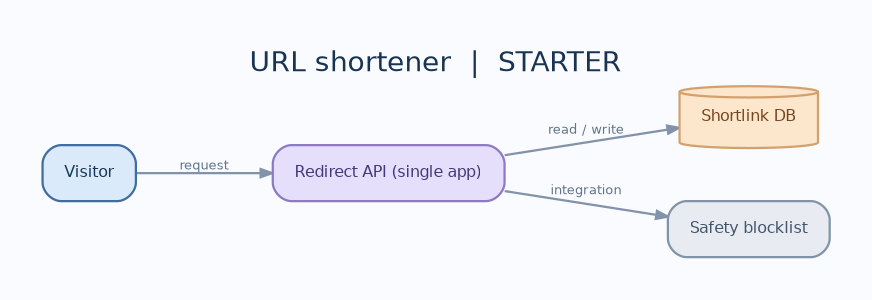 URL shortener | STARTER
Visitor
request
Redirect API (single app)
read / write
Shortlink DB
integration
Safety blocklist